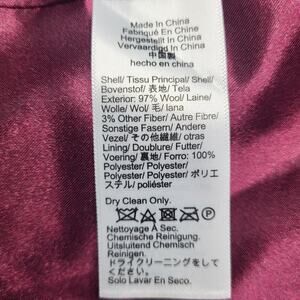 Made In China
Fabriqué En China
Hergestellt In China
Vervaardigd In China
中国製
hecho en china
Shell/ Tissu Principal/ Shell/
Bovenstof/ 表地/ Tela
Exterior: 97% Wool/ Laine/
Wolle/ Wol/ 毛/ lana
3% Other Fiber/ Autre Fibre/
Sonstige Fasern/ Andere
Vezel/ その他繊維/ otras
Lining/ Doublure/ Futter/
Voering/ 裏地/ Forro: 100%
Polyester/ Polyester/
Polyester/ Polyester/ ポリエ
ステル/ poliéster
Dry Clean Only.
Nettoyage A Sec.
Chemische Reinigung.
Uitsluitend Chemisch
Reinigen.
ドライクリーニングをして
ください。
Solo Lavar En Seco.